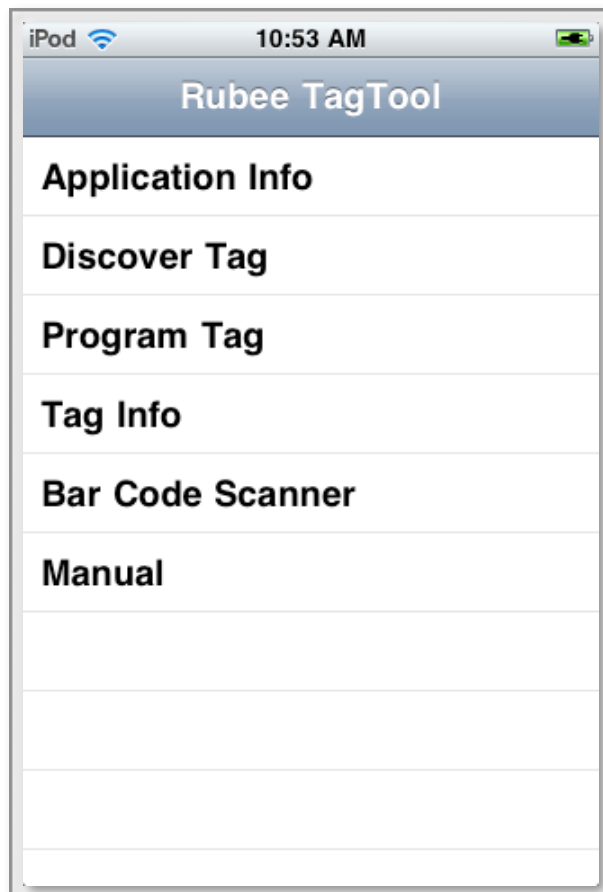 iPod 10:53 AM
Rubee TagTool
Application Info
Discover Tag
Program Tag
Tag Info
Bar Code Scanner
Manual